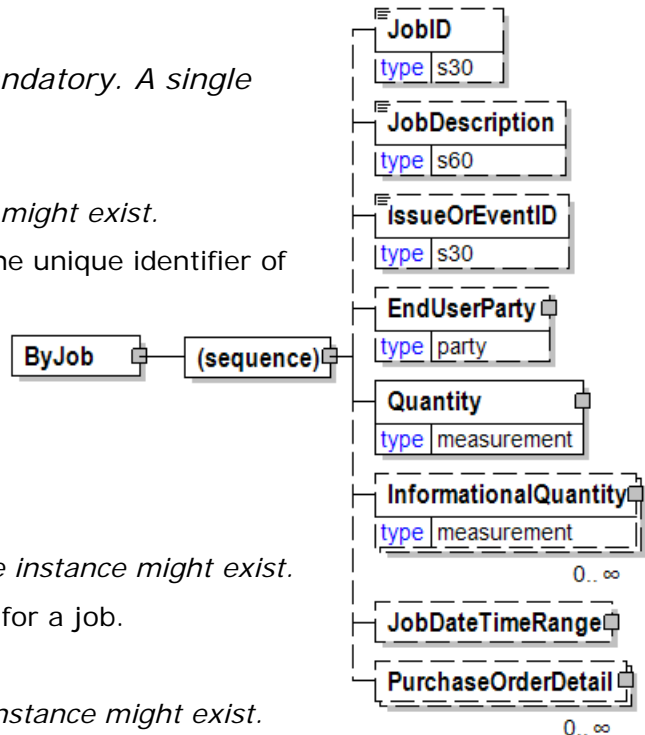 ndatory. A single
might exist.
he unique identifier of
e instance might exist.
for a job.
nstance might exist.
ByJob
(sequence)
JobID
type s30
JobDescription
type s60
IssueOrEventID
type s30
EndUserParty
type party
Quantity
type measurement
InformationalQuantity
type measurement
0.. ∞
JobDateTimeRange
PurchaseOrderDetail
0.. ∞